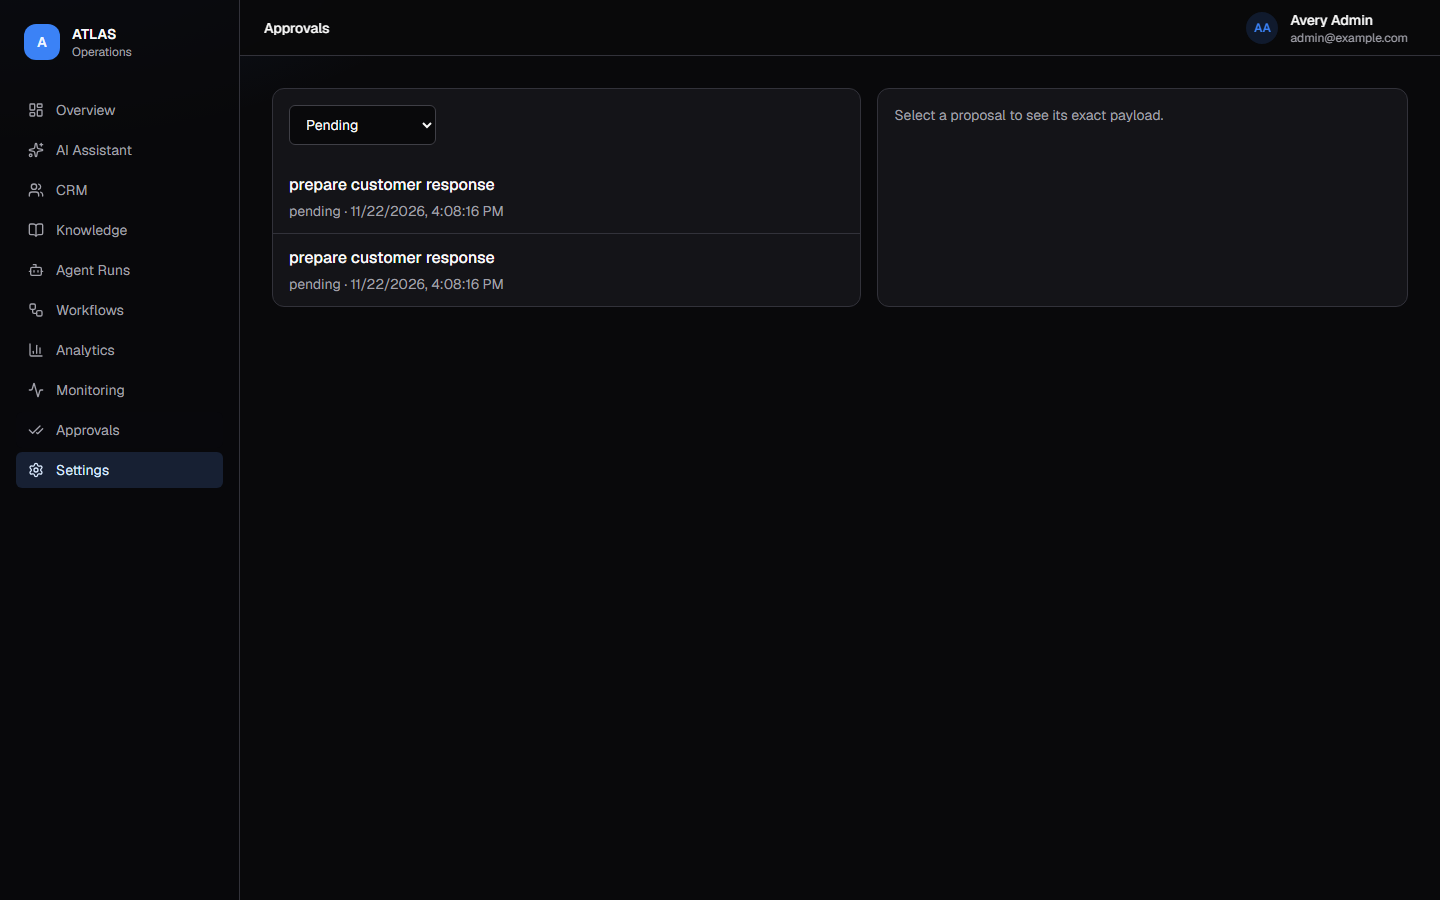 A
ATLAS
Operations
Overview
AI Assistant
CRM
Knowledge
Agent Runs
Workflows
Analytics
Monitoring
Approvals
Settings
Approvals
AA
Avery Admin
admin@example.com
Pending
prepare customer response
pending · 11/22/2026, 4:08:16 PM
prepare customer response
pending · 11/22/2026, 4:08:16 PM
Select a proposal to see its exact payload.